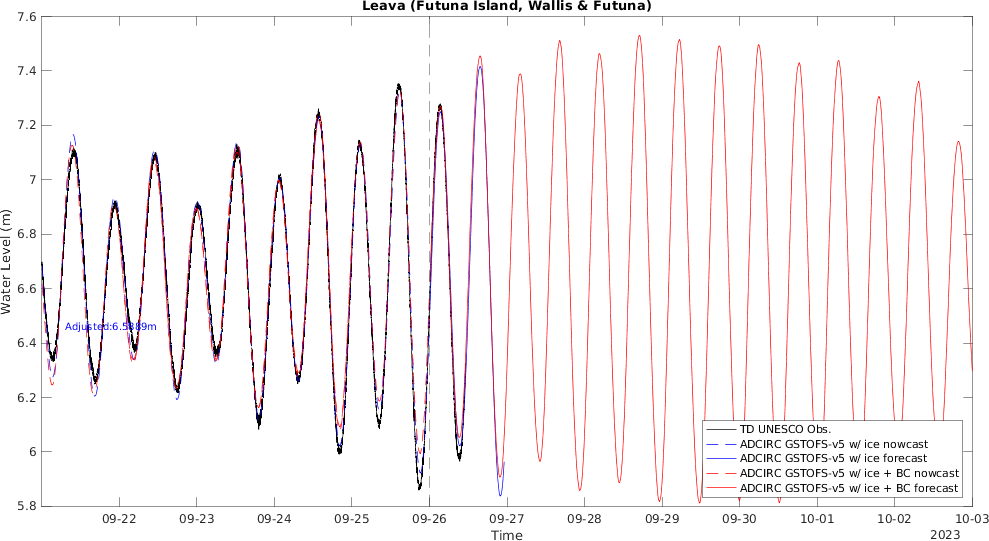 Leava (Futuna Island, Wallis & Futuna)
7.6
7.4
7.2
7
6.8
6.6
6.4
6.2
6
5.8
Water Level (m)
Adjusted:6.5889m
TD UNESCO Obs.
ADCIRC GSTOFS-v5 w/ ice nowcast
ADCIRC GSTOFS-v5 w/ ice forecast
ADCIRC GSTOFS-v5 w/ ice + BC nowcast
ADCIRC GSTOFS-v5 w/ ice + BC forecast
09-22 09-23 09-24 09-25 09-26 09-27 09-28 09-29 09-30 10-01 10-02 10-03
Time
2023